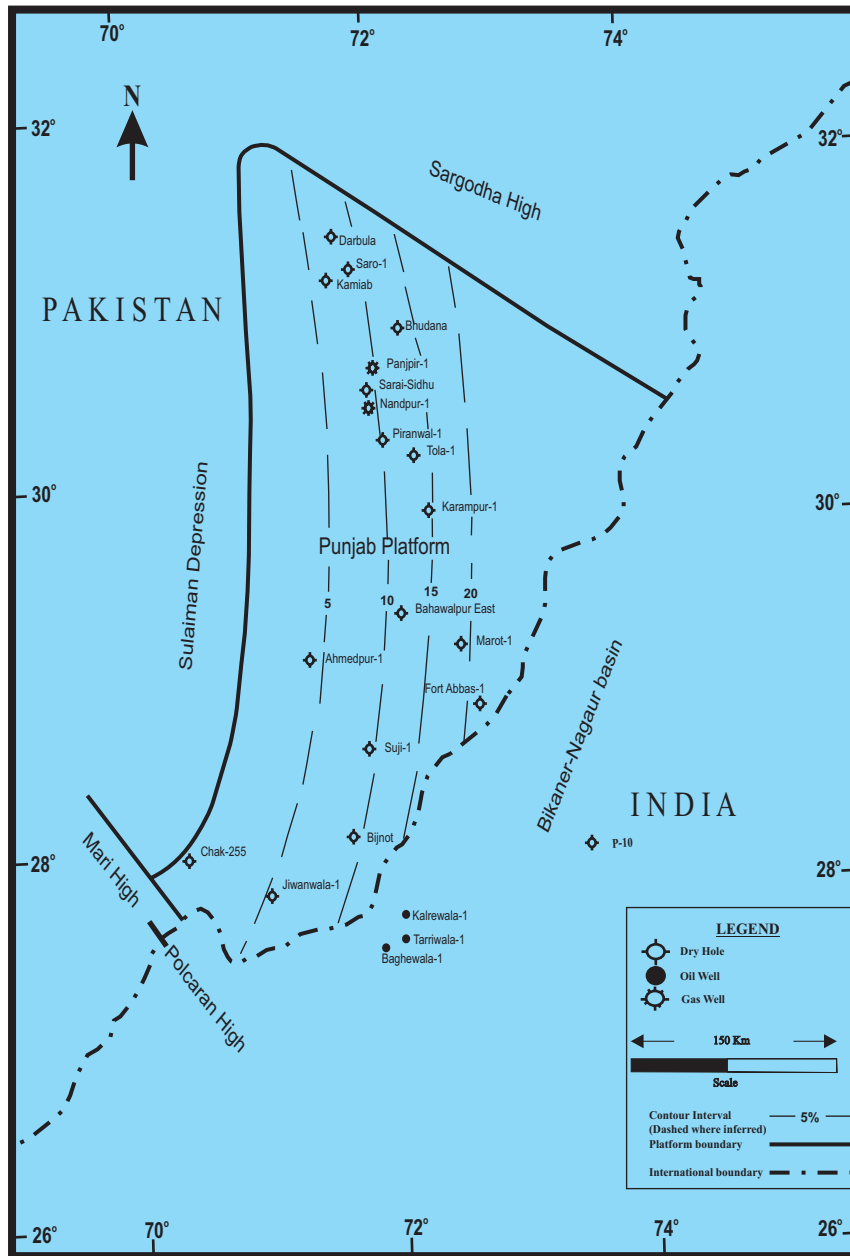 70°
72°
74°
N
32°
32°
Sargodha High
Darbula
Saro-1
Kamiab
PAKISTAN
Bhudana
Panjpir-1
Sarai-Sidhu
Nandpur-1
Piranwal-1
Tola-1
30°
30°
Karampur-1
Sulaiman Depression
Punjab Platform
5
10
15
20
Bahawalpur East
Marot-1
Ahmedpur-1
Fort Abbas-1
Suji-1
Bikaner-Nagaur basin
INDIA
Bijnot
P-10
Chak-255
28°
28°
Mari High
Jiwanwala-1
Kalrewala-1
Tarriwala-1
Baghewala-1
Polcaran High
LEGEND
Dry Hole
Oil Well
Gas Well
150 Km
Scale
Contour Interval
5%
(Dashed where inferred)
Platform boundary
International boundary
26°
26°
70°
72°
74°